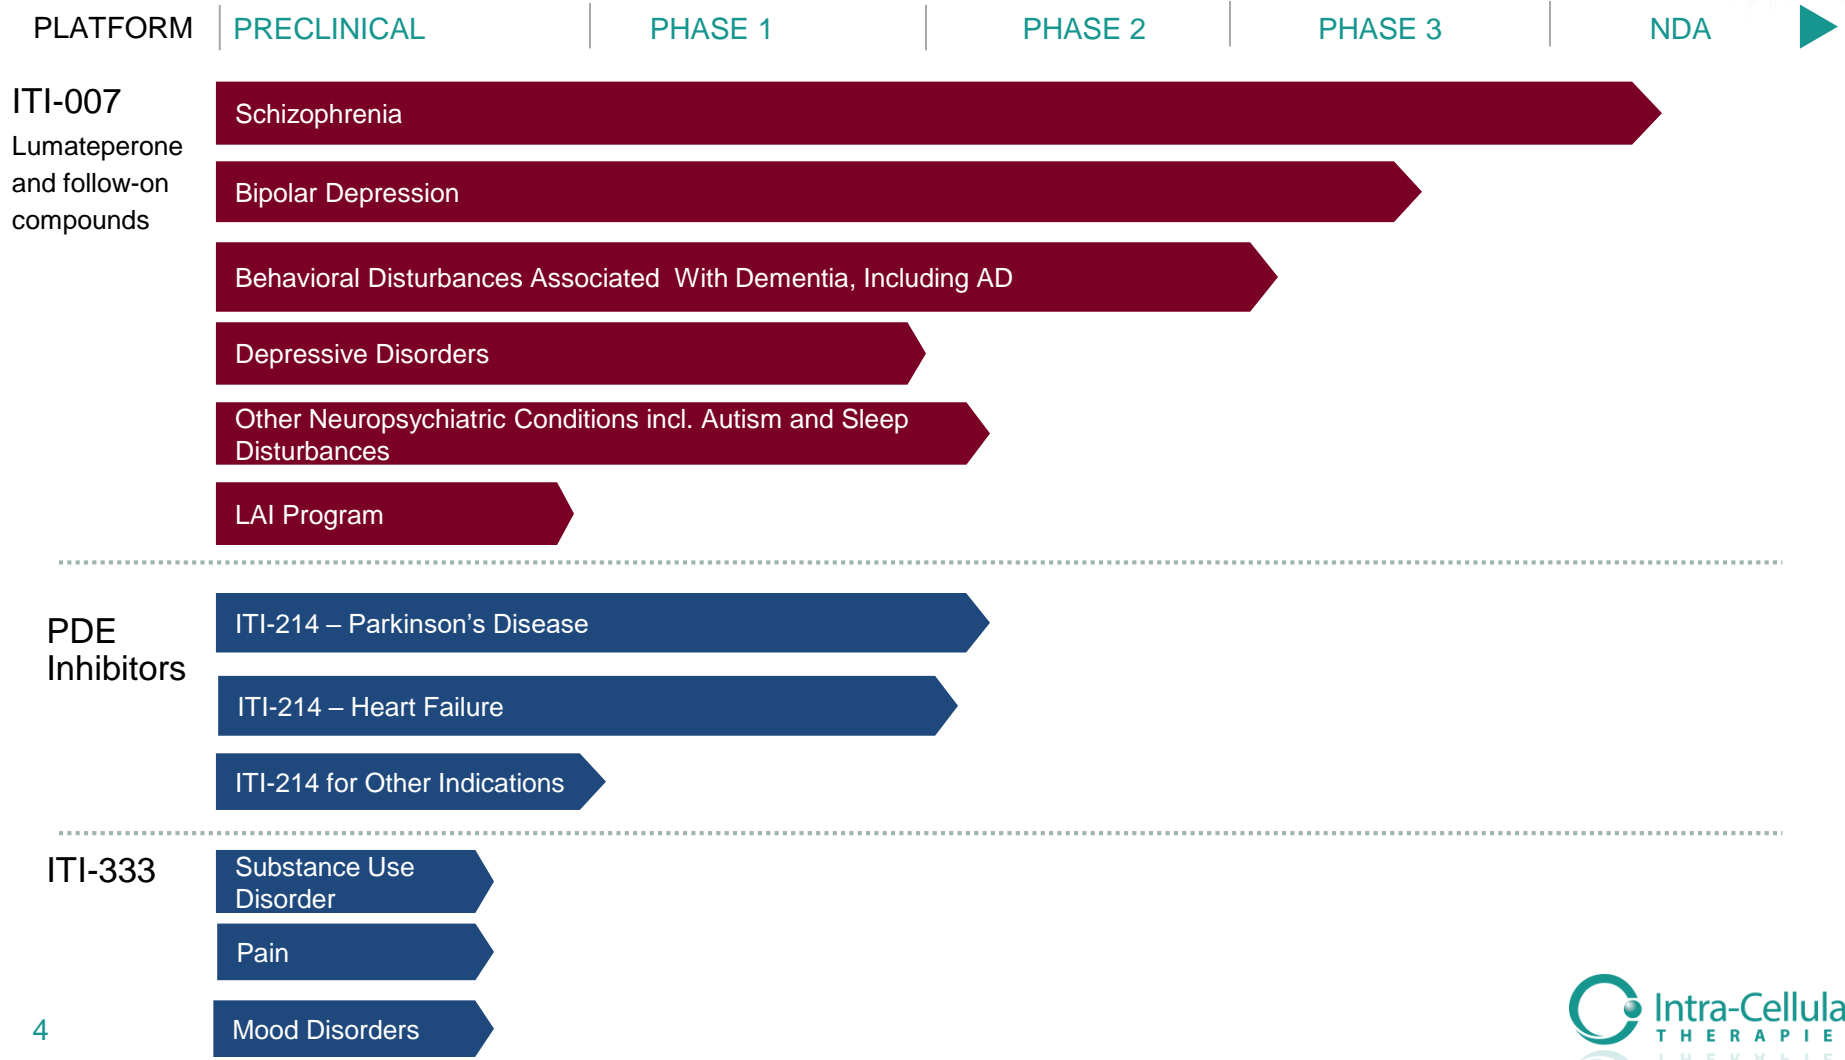 PLATFORM PRECLINICAL PHASE 1 PHASE 2 PHASE 3 NDA
ITI-007
Lumateperone
and follow-on
compounds
Schizophrenia
Bipolar Depression
Behavioral Disturbances Associated With Dementia, Including AD
Depressive Disorders
Other Neuropsychiatric Conditions incl. Autism and Sleep
Disturbances
LAI Program
PDE
Inhibitors
ITI-214 – Parkinson’s Disease
ITI-214 – Heart Failure
ITI-214 for Other Indications
ITI-333
Substance Use
Disorder
Pain
Mood Disorders
4
Intra-Cellula
THERAPIE